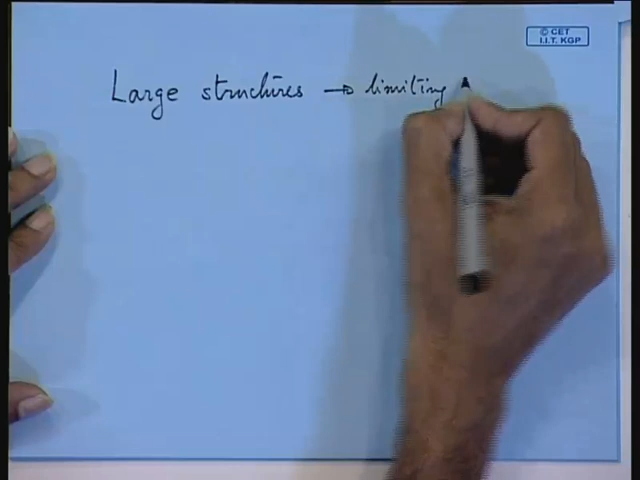 © CET
I.I.T. KGP
Large structures → limiting